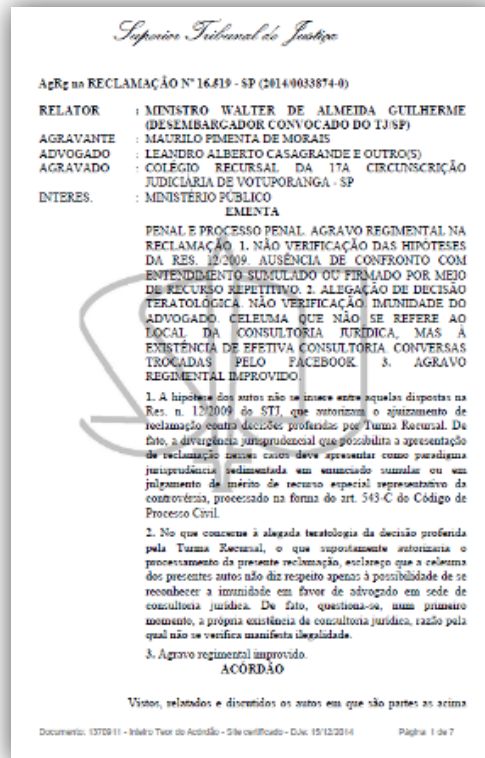 Superior Tribunal de Justiça
AgRg na RECLAMAÇÃO Nº 16.819 - SP (2014/0033874-0)
RELATOR : MINISTRO WALTER DE ALMEIDA GUILHERME
(DESEMBARGADOR CONVOCADO DO TJ/SP)
AGRAVANTE : MAURILO PIMENTA DE MORAIS
ADVOGADO : LEANDRO ALBERTO CASAGRANDE E OUTRO(S)
AGRAVADO : COLÉGIO RECURSAL DA 17A CIRCUNSCRIÇÃO
JUDICIÁRIA DE VOTUPORANGA - SP
INTERES. : MINISTÉRIO PÚBLICO
EMENTA
PENAL E PROCESSO PENAL. AGRAVO REGIMENTAL NA
RECLAMAÇÃO. 1. NÃO VERIFICAÇÃO DAS HIPÓTESES
DA RES. 12/2009. AUSÊNCIA DE CONFRONTO COM
ENTENDIMENTO SUMULADO OU FIRMADO POR MEIO
DE RECURSO REPETITIVO. 2. ALEGAÇÃO DE DECISÃO
TERATOLÓGICA. NÃO VERIFICAÇÃO. IMUNIDADE DO
ADVOGADO. CELEUMA QUE NÃO SE REFERE AO
LOCAL DA CONSULTORIA JURÍDICA, MAS À
EXISTÊNCIA DE EFETIVA CONSULTORIA. CONVERSAS
TROCADAS PELO FACEBOOK. 3. AGRAVO
REGIMENTAL IMPROVIDO.
1. A hipótese dos autos não se insere entre aquelas dispostas na
Res. n. 12/2009 do STJ, que autorizam o ajuizamento de
reclamação contra decisões proferidas por Turma Recursal. De
fato, a divergência jurisprudencial que possibilita a apresentação
de reclamação nesses casos deve apresentar como paradigma
jurisprudência sedimentada em enunciado sumular ou em
julgamento de mérito de recurso especial representativo da
controvérsia, processado na forma do art. 543-C do Código de
Processo Civil.
2. No que concerne à alegada teratologia da decisão proferida
pela Turma Recursal, o que supostamente autorizaria o
processamento da presente reclamação, esclareço que a celeuma
dos presentes autos não diz respeito apenas à possibilidade de se
reconhecer a imunidade em favor de advogado em sede de
consultoria jurídica. De fato, questiona-se, num primeiro
momento, a própria existência de consultoria jurídica, razão pela
qual não se verifica manifesta ilegalidade.
3. Agravo regimental improvido.
ACÓRDÃO
Vistos, relatados e discutidos os autos em que são partes as acima
Documento: 1370911 - Inteiro Teor do Acórdão - Site certificado - DJe: 15/12/2014 Página 1 de 7